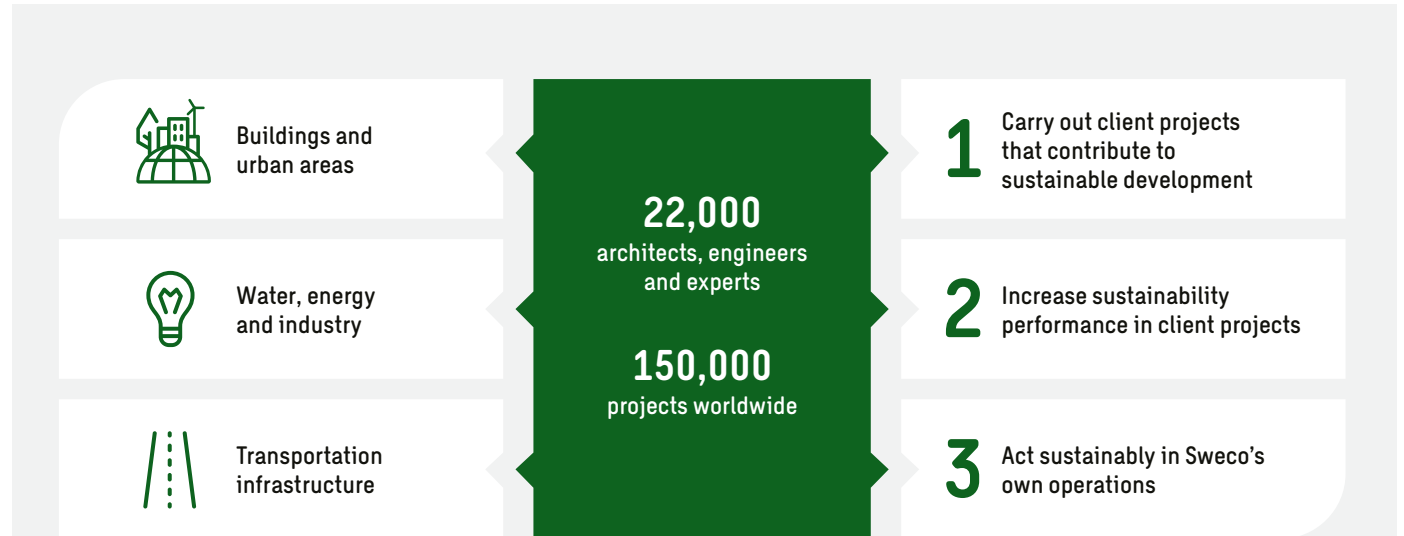 Buildings and
urban areas
Water, energy
and industry
Transportation
infrastructure
22,000
architects, engineers
and experts
150,000
projects worldwide
1
Carry out client projects
that contribute to
sustainable development
2
Increase sustainability
performance in client projects
3
Act sustainably in Sweco’s
own operations